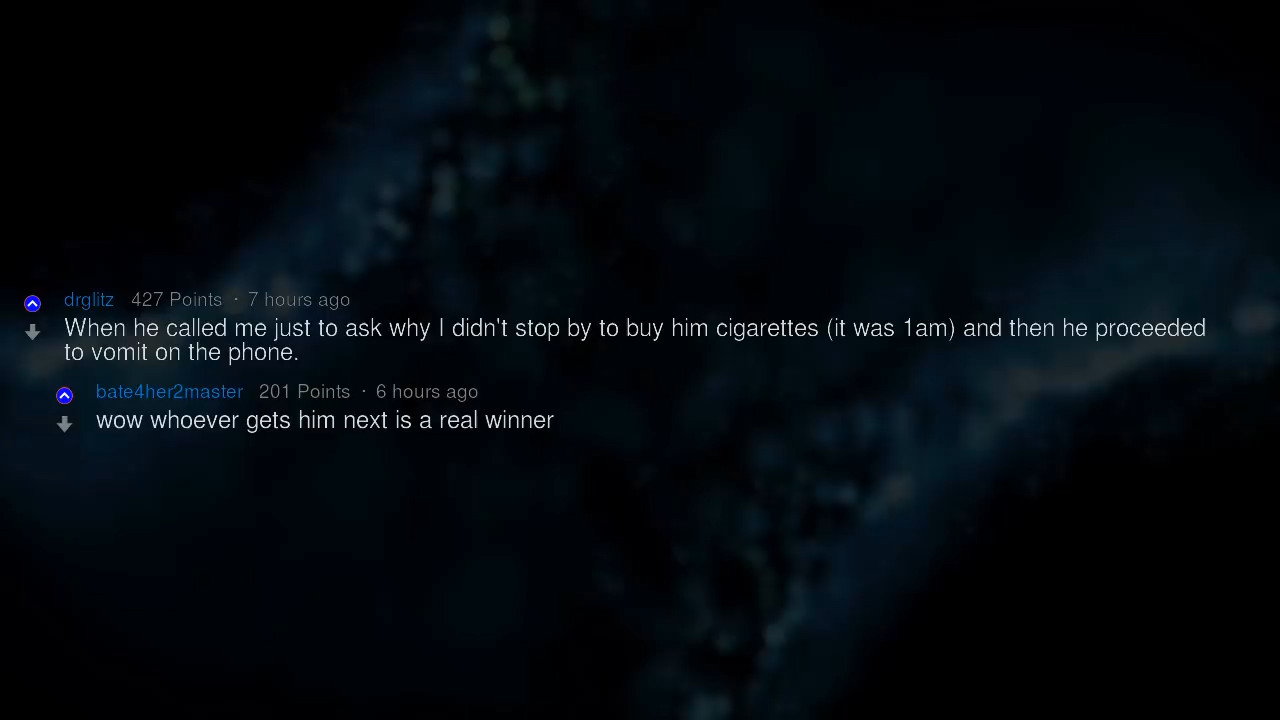 drglitz 427 Points · 7 hours ago
When he called me just to ask why I didn't stop by to buy him cigarettes (it was 1am) and then he proceeded
to vomit on the phone.
bate4her2master 201 Points · 6 hours ago
wow whoever gets him next is a real winner